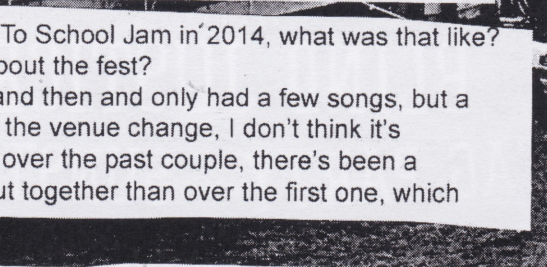 To School Jam in 2014, what was that like?
bout the fest?
and then and only had a few songs, but a
the venue change, I don't think it's
over the past couple, there's been a
ut together than over the first one, which